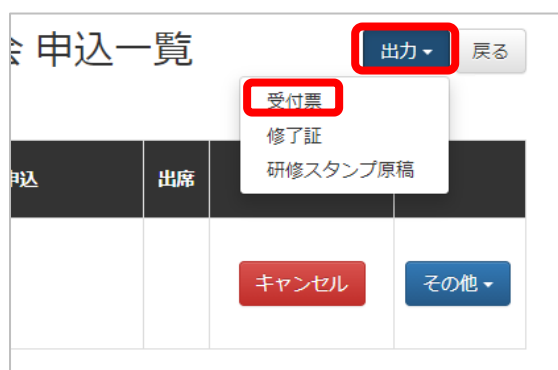 申込一覧 出力 戻る
受付票
修了証
研修スタンプ原稿
申込 出席
キャンセル その他